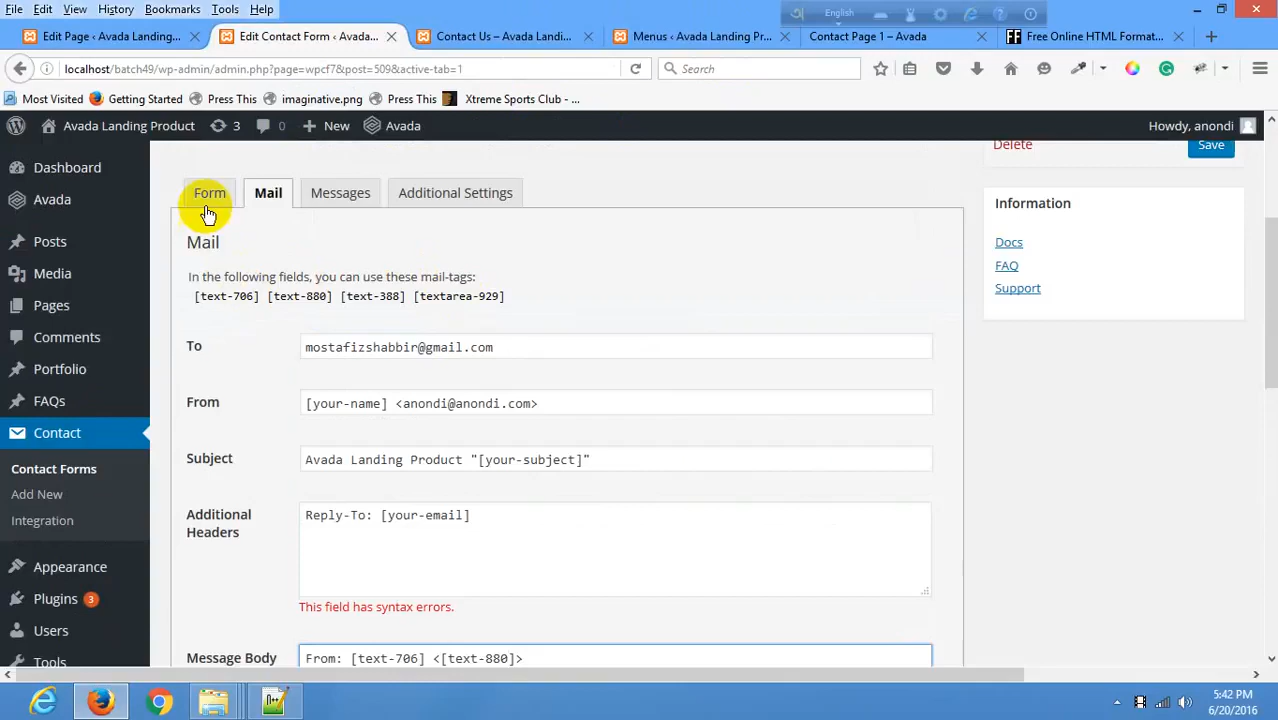 File Edit View History Bookmarks Tools Help
English
Edit Page ‹ Avada Landing...
Edit Contact Form ‹ Avada...
Contact Us – Avada Landi...
Menus ‹ Avada Landing Pr...
Contact Page 1 – Avada
FF Free Online HTML Format...
localhost/batch49/wp-admin/admin.php?page=wpcf7&post=509&active-tab=1
Search
Most Visited Getting Started Press This imaginative.png Press This Xtreme Sports Club - ...
Avada Landing Product 3 0 New Avada Howdy, anondi
Dashboard
Avada
Posts
Media
Pages
Comments
Portfolio
FAQs
Contact
Contact Forms
Add New
Integration
Appearance
Plugins 3
Users
Tools
Form Mail Messages Additional Settings
Mail
In the following fields, you can use these mail-tags:
[text-706] [text-880] [text-388] [textarea-929]
To mostafizshabbir@gmail.com
From [your-name] <anondi@anondi.com>
Subject Avada Landing Product "[your-subject]"
Additional Headers Reply-To: [your-email]
This field has syntax errors.
Message Body From: [text-706] <[text-880]>
Delete Save
Information
Docs
FAQ
Support
5:42 PM
6/20/2016